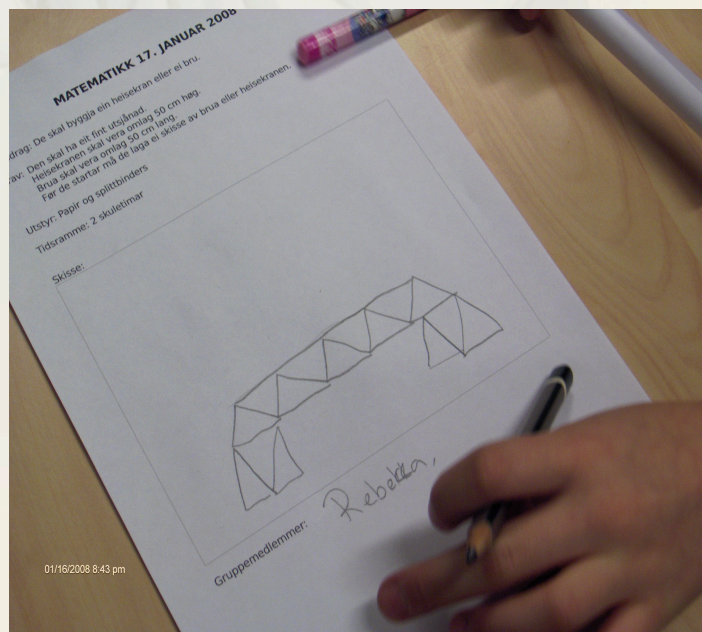 MATEMATIKK 17. JANUAR 2008
De skal byggja ein heisekran eller ei bru.
Den skal ha eit fint utsjånad.
Heisekranen skal vera omlag 50 cm høg.
Brua skal vera omlag 50 cm lang.
Før de startar må de laga ei skisse av brua eller heisekranen.
Utstyr: Papir og splittbinders
Tidsramme: 2 skuletimar
Skisse:
Gruppemedlemmer: Rebekka,
01/16/2008 8:43 pm